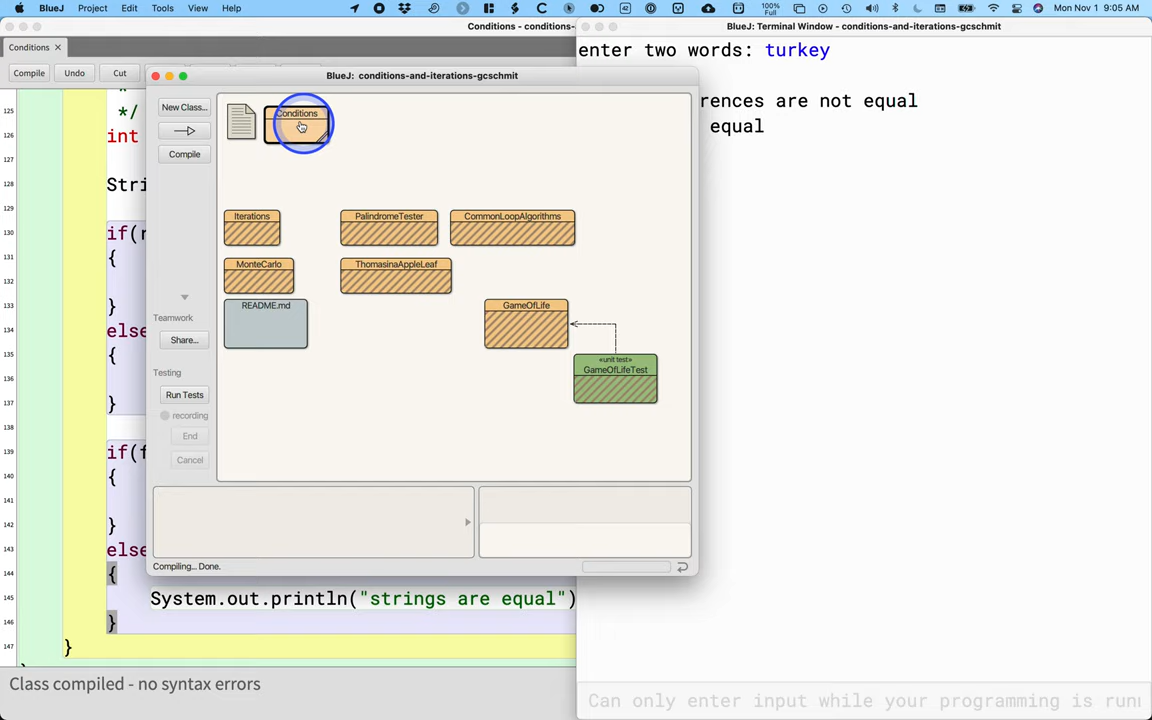 BlueJ Project Edit Tools View Help
42
100%
Full
Mon Nov 1 9:05 AM
Conditions - conditions-
BlueJ: Terminal Window - conditions-and-iterations-gcschmit
Conditions ×
Compile
Undo
Cut
enter two words: turkey
rences are not equal
equal
BlueJ: conditions-and-iterations-gcschmit
New Class...
Compile
Teamwork
Share...
Testing
Run Tests
recording
End
Cancel
Conditions
Iterations
PalindromeTester
CommonLoopAlgorithms
MonteCarlo
ThomasinaAppleLeaf
README.md
GameOfLife
«unit test»
GameOfLifeTest
Compiling... Done.
125 */
126 int
127
128 Stri
129
130 if(r
131 {
132
133 }
134 else
135 {
136
137 }
138
139 if(f
140 {
141
142 }
143 else
144 {
145 System.out.println("strings are equal")
146 }
147 }
Class compiled - no syntax errors
Can only enter input while your programming is runn